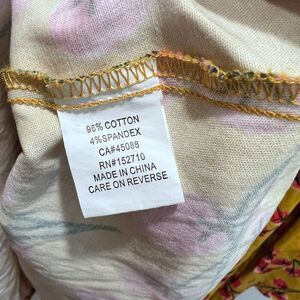 96% COTTON
4%SPANDEX
CA#45088
RN#152710
MADE IN CHINA
CARE ON REVERSE